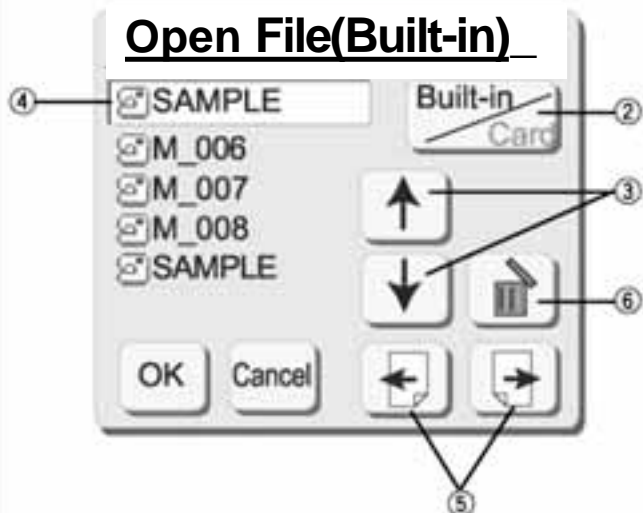 Open File(Built-in)_
④ SAMPLE
Built-in
Card
②
M_006
M_007
③
M_008
SAMPLE
⑥
OK
Cancel
⑤